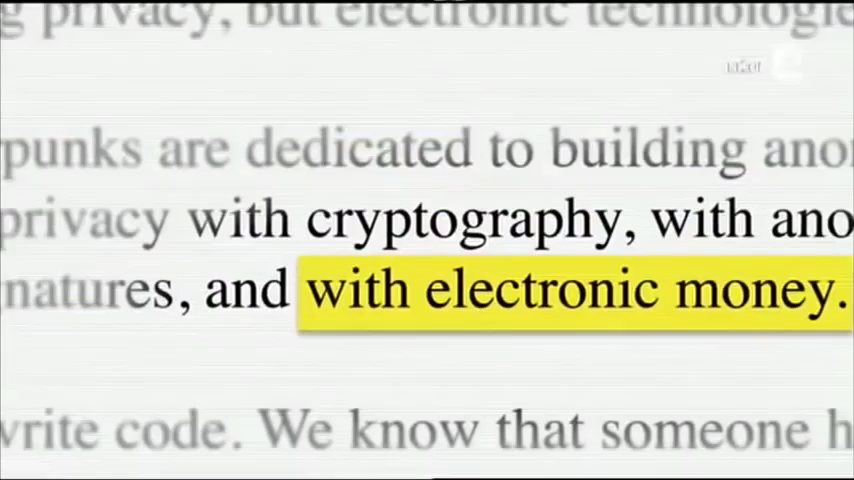 g privacy, but electronic technologie
punks are dedicated to building ano
privacy with cryptography, with ano
natures, and with electronic money.
write code. We know that someone h